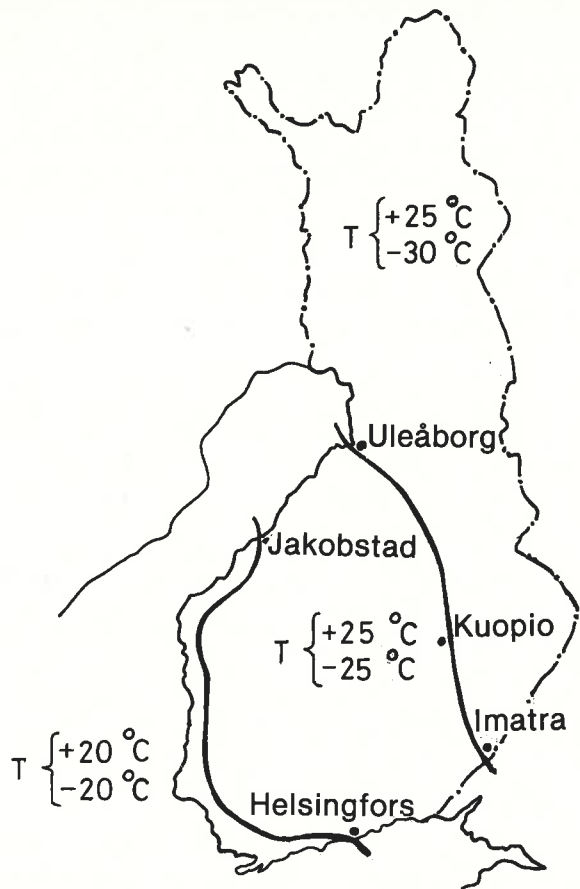 T { +25 °C
-30 °C
Uleåborg
Jakobstad
Kuopio
T { +25 °C
-25 °C
Imatra
T { +20 °C
-20 °C
Helsingfors